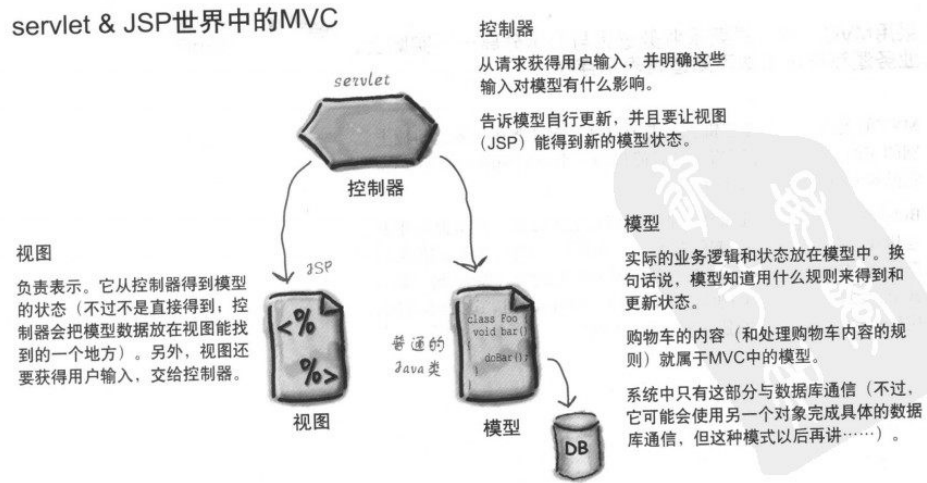 servlet & JSP世界中的MVC
控制器
从请求获得用户输入，并明确这些
输入对模型有什么影响。
告诉模型自行更新，并且要让视图
（JSP）能得到新的模型状态。
servlet
控制器
视图
负责表示。它从控制器得到模型
的状态（不过不是直接得到；控
制器会把模型数据放在视图能找
到的一个地方）。另外，视图还
要获得用户输入，交给控制器。
JSP
<%
%>
视图
普通的
Java类
class Foo {
void bar()
{
doBar();
}
}
模型
DB
模型
实际的业务逻辑和状态放在模型中。换
句话说，模型知道用什么规则来得到和
更新状态。
购物车的内容（和处理购物车内容的规
则）就属于MVC中的模型。
系统中只有这部分与数据库通信（不过，
它可能会使用另一个对象完成具体的数据
库通信，但这种模式以后再讲……）。